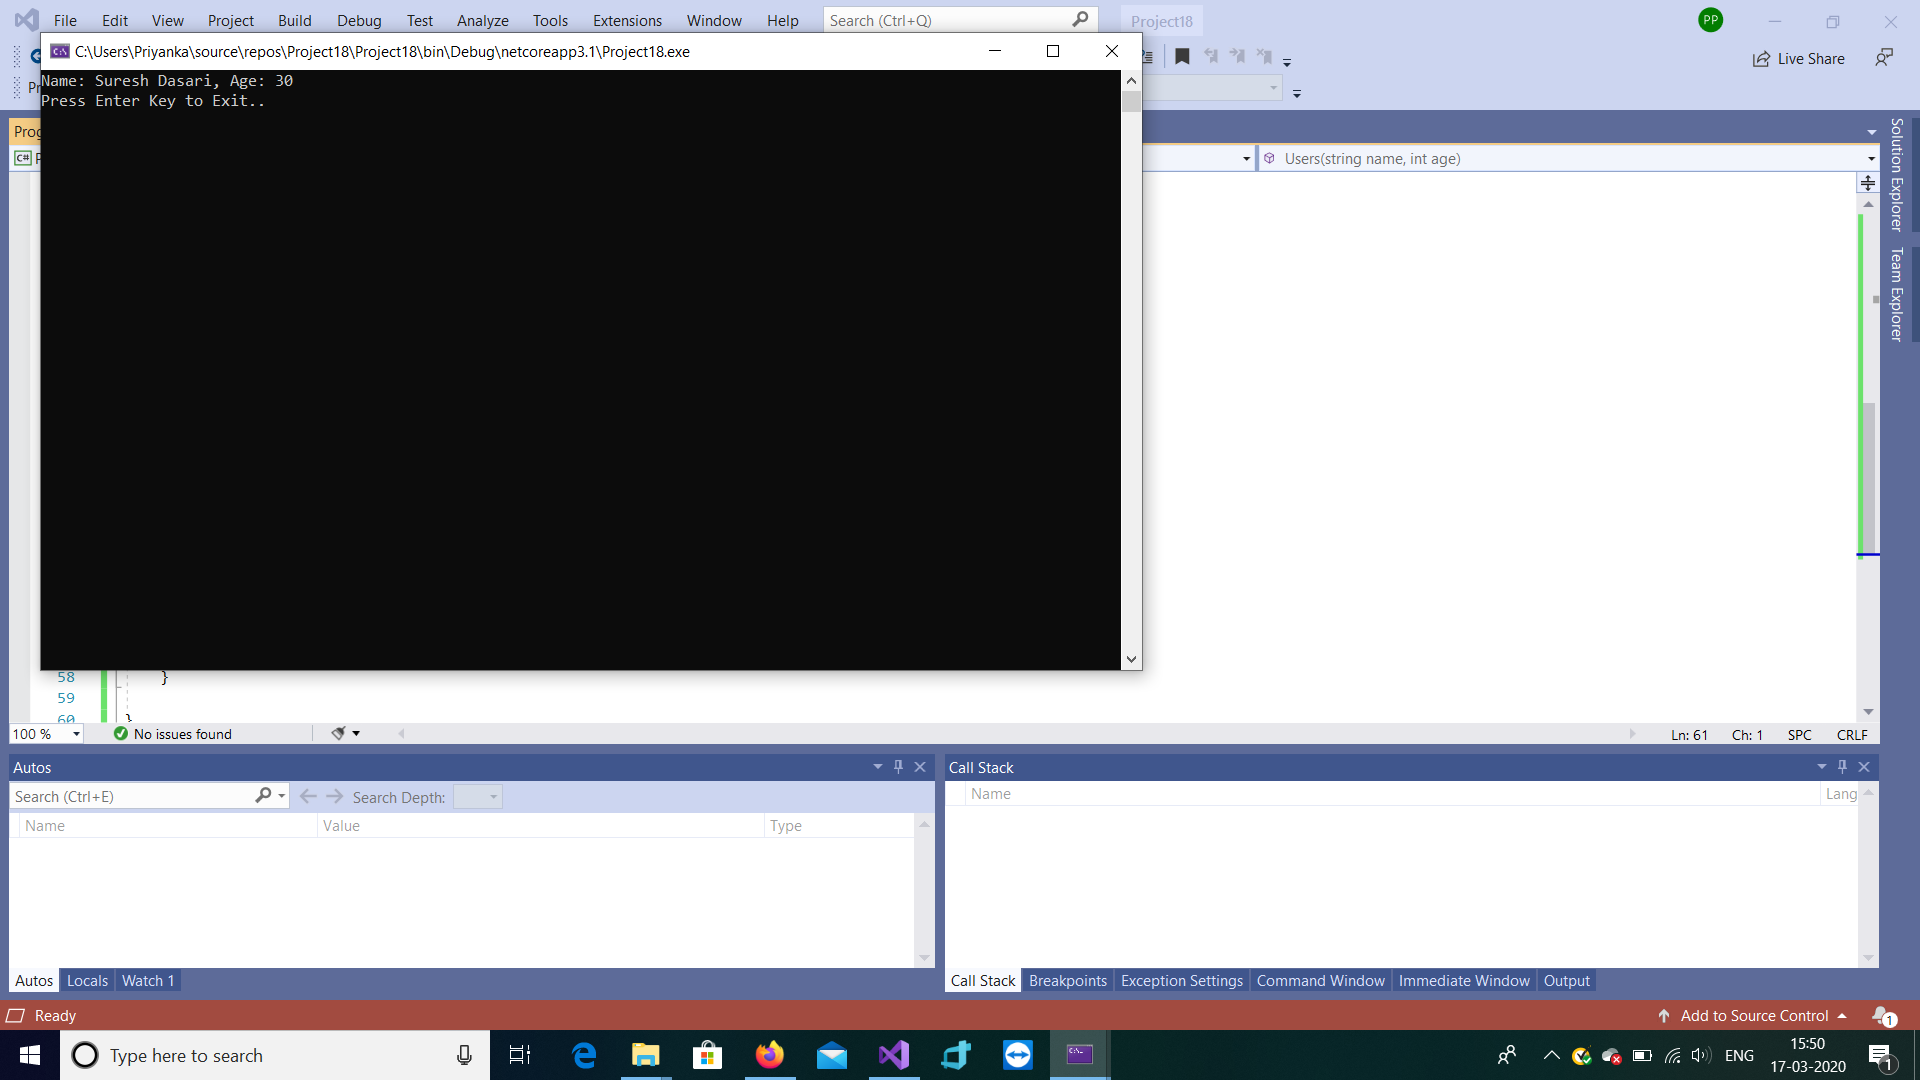 File Edit View Project Build Debug Test Analyze Tools Extensions Window Help Search (Ctrl+Q) Project18 PP
C:\Users\Priyanka\source\repos\Project18\Project18\bin\Debug\netcoreapp3.1\Project18.exe
Live Share
Name: Suresh Dasari, Age: 30
Press Enter Key to Exit..
Users(string name, int age)
Solution Explorer
Team Explorer
58 }
59
60 }
100 % No issues found Ln: 61 Ch: 1 SPC CRLF
Autos
Search (Ctrl+E) Search Depth:
Name Value Type
Autos Locals Watch 1
Call Stack
Name Lang
Call Stack Breakpoints Exception Settings Command Window Immediate Window Output
Ready Add to Source Control 1
Type here to search ENG 15:50
17-03-2020 1